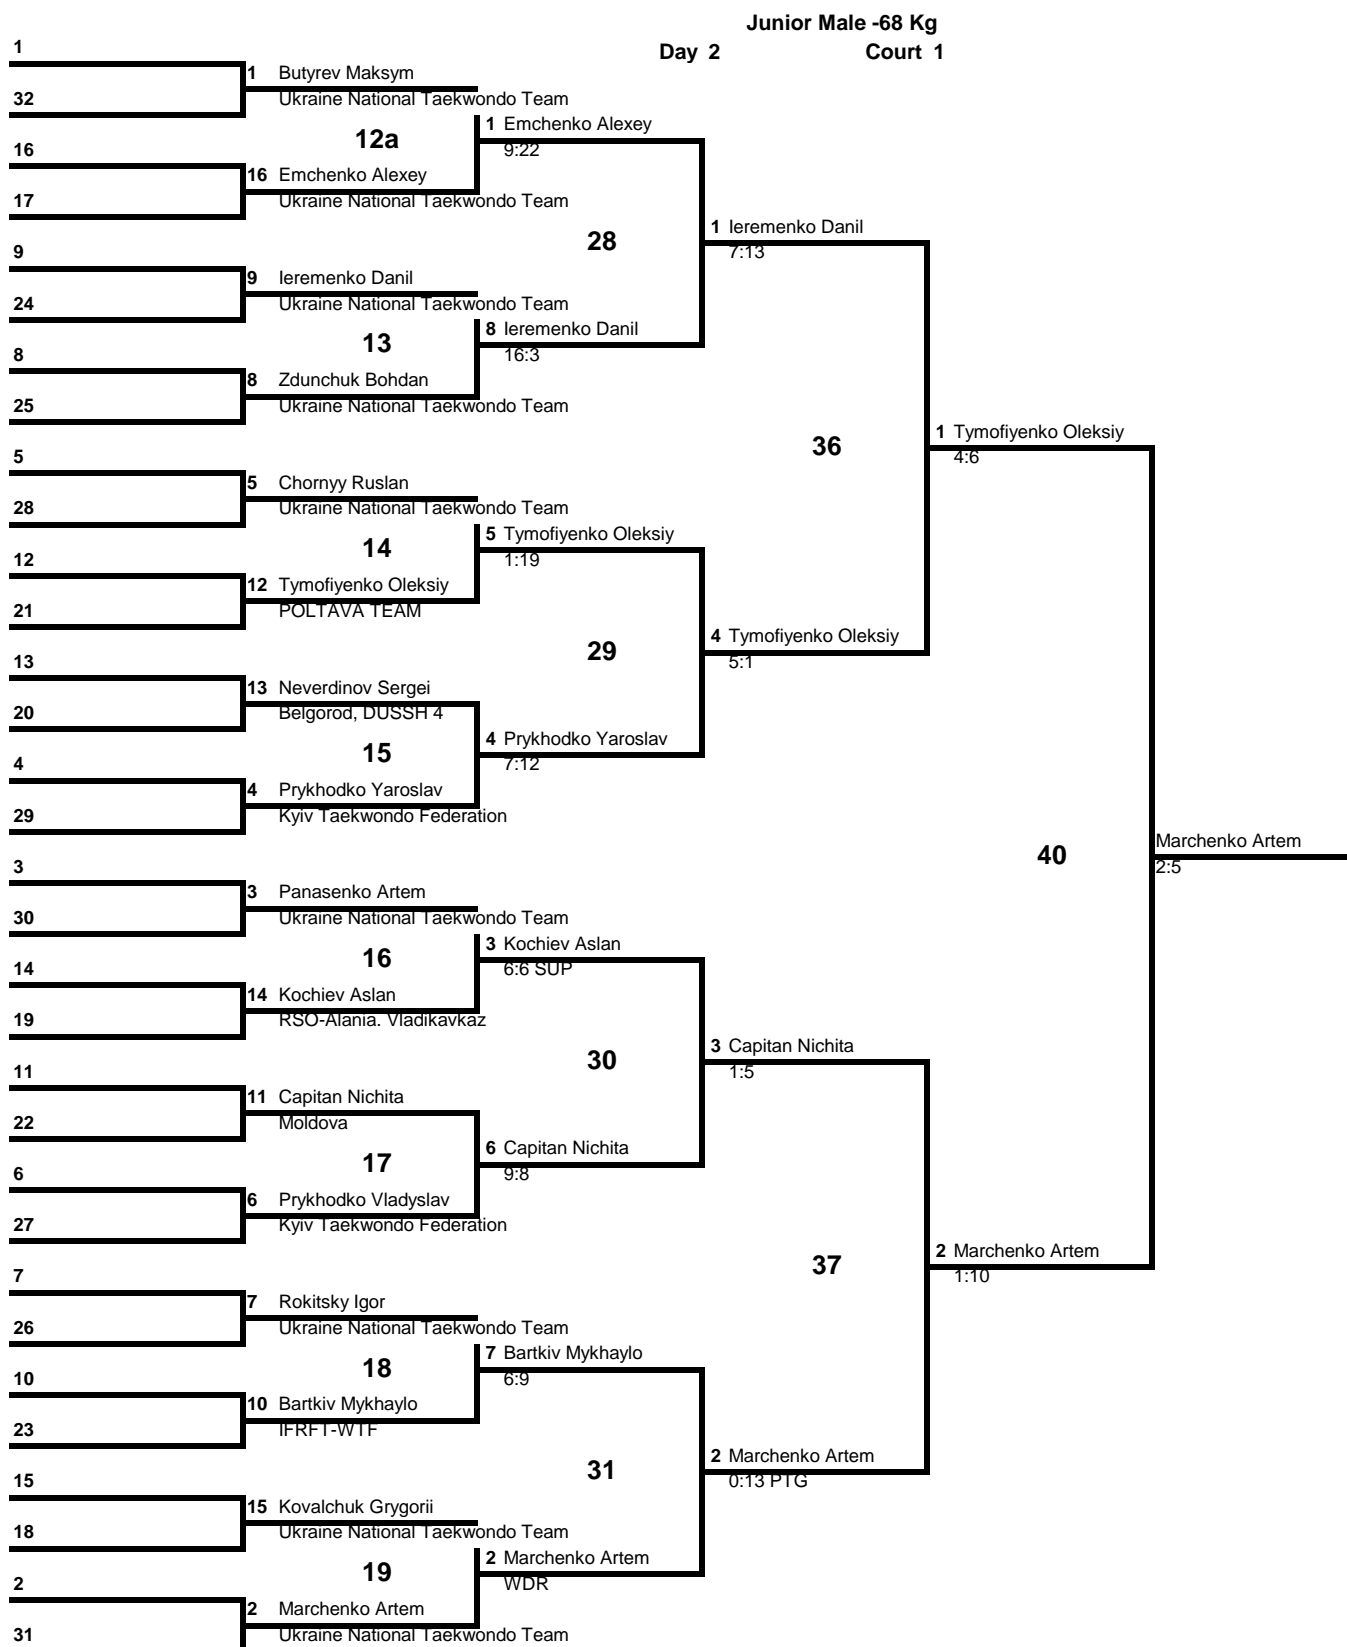 Junior Male -68 Kg
Day 2 Court 1
1
32
16
17
9
24
8
25
5
28
12
21
13
20
4
29
3
30
14
19
11
22
6
27
7
26
10
23
15
18
2
31
1 Butyrev Maksym
Ukraine National Taekwondo Team
12a
16 Emchenko Alexey
Ukraine National Taekwondo Team
9 Ieremenko Danil
Ukraine National Taekwondo Team
13
8 Zdunchuk Bohdan
Ukraine National Taekwondo Team
5 Chornyy Ruslan
Ukraine National Taekwondo Team
14
12 Tymofiyenko Oleksiy
POLTAVA TEAM
13 Neverdinov Sergei
Belgorod, DUSSH 4
15
4 Prykhodko Yaroslav
Kyiv Taekwondo Federation
3 Panasenko Artem
Ukraine National Taekwondo Team
16
14 Kochiev Aslan
RSO-Alania. Vladikavkaz
11 Capitan Nichita
Moldova
17
6 Prykhodko Vladyslav
Kyiv Taekwondo Federation
7 Rokitsky Igor
Ukraine National Taekwondo Team
18
10 Bartkiv Mykhaylo
IFRFT-WTF
15 Kovalchuk Grygorii
Ukraine National Taekwondo Team
19
2 Marchenko Artem
Ukraine National Taekwondo Team
1 Emchenko Alexey
9:22
28
8 Ieremenko Danil
16:3
5 Tymofiyenko Oleksiy
1:19
29
4 Prykhodko Yaroslav
7:12
3 Kochiev Aslan
6:6 SUP
30
6 Capitan Nichita
9:8
7 Bartkiv Mykhaylo
6:9
31
2 Marchenko Artem
WDR
1 Ieremenko Danil
7:13
36
4 Tymofiyenko Oleksiy
5:1
3 Capitan Nichita
1:5
37
2 Marchenko Artem
0:13 PTG
1 Tymofiyenko Oleksiy
4:6
40
2 Marchenko Artem
1:10
Marchenko Artem
2:5